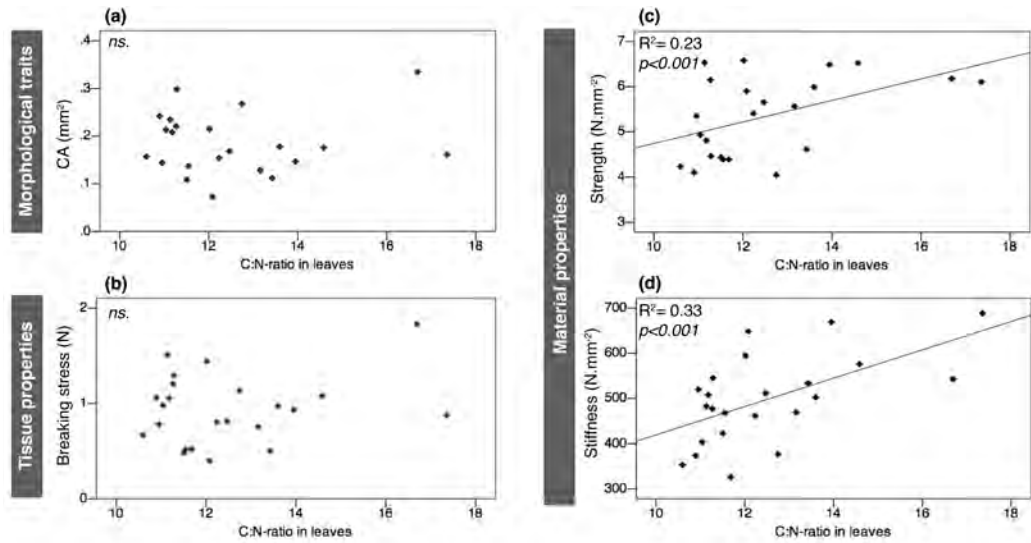 Morphological traits
(a)
ns.
CA (mm²)
.4
.3
.2
.1
.0
10 12 14 16 18
C:N-ratio in leaves
Tissue properties
(b)
ns.
Breaking stress (N)
2
1
0
10 12 14 16 18
C:N-ratio in leaves
Material properties
(c)
R²= 0.23
p<0.001
Strength (N.mm⁻²)
7
6
5
4
3
10 12 14 16 18
C:N-ratio in leaves
(d)
R²= 0.33
p<0.001
Stiffness (N.mm⁻²)
700
600
500
400
300
10 12 14 16 18
C:N-ratio in leaves